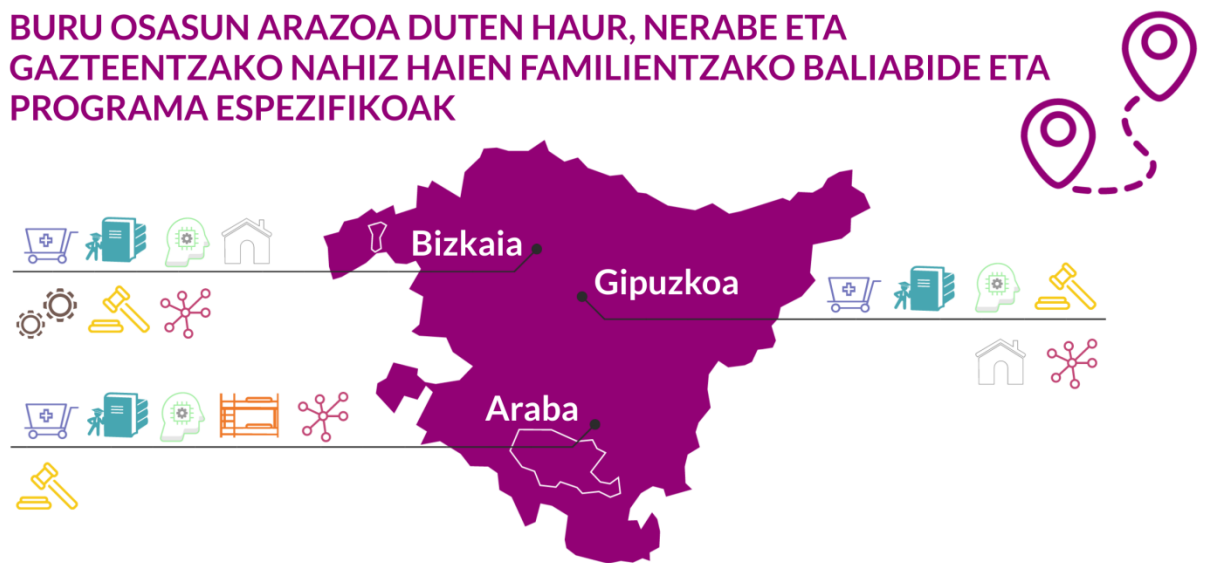 BURU OSASUN ARAZOA DUTEN HAUR, NERABE ETA
GAZTEENTZAKO NAHIZ HAIEN FAMILIENTZAKO BALIABIDE ETA
PROGRAMA ESPEZIFIKOAK
Bizkaia
Gipuzkoa
Araba